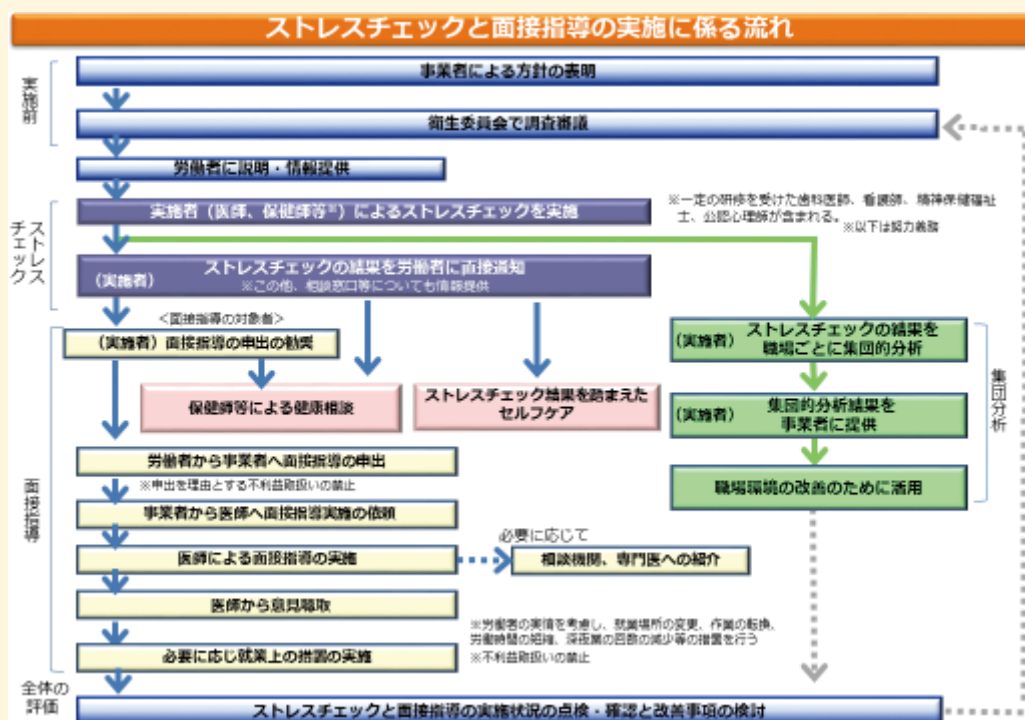 ストレスチェックと面接指導の実施に係る流れ
実施前
事業者による方針の表明
衛生委員会で調査審議
労働者に説明・情報提供
ストレス
チェック
実施者（医師、保健師等※）によるストレスチェックを実施
※一定の研修を受けた歯科医師、看護師、精神保健福祉
士、公認心理師が含まれる。
※以下は努力義務
（実施者）
ストレスチェックの結果を労働者に直接通知
※この他、相談窓口等についても情報提供
＜面接指導の対象者＞
（実施者）面接指導の申出の勧奨
保健師等による健康相談
ストレスチェック結果を踏まえた
セルフケア
（実施者）
ストレスチェックの結果を
職場ごとに集団的分析
（実施者）
集団的分析結果を
事業者に提供
職場環境の改善のために活用
集団分析
面接指導
労働者から事業者へ面接指導の申出
※申出を理由とする不利益取扱いの禁止
事業者から医師へ面接指導実施の依頼
医師による面接指導の実施
必要に応じて
相談機関、専門医への紹介
医師から意見聴取
※労働者の実情を考慮し、就業場所の変更、作業の転換、
労働時間の短縮、深夜業の回数の減少等の措置を行う
※不利益取扱いの禁止
必要に応じ就業上の措置の実施
全体の
評価
ストレスチェックと面接指導の実施状況の点検・確認と改善事項の検討